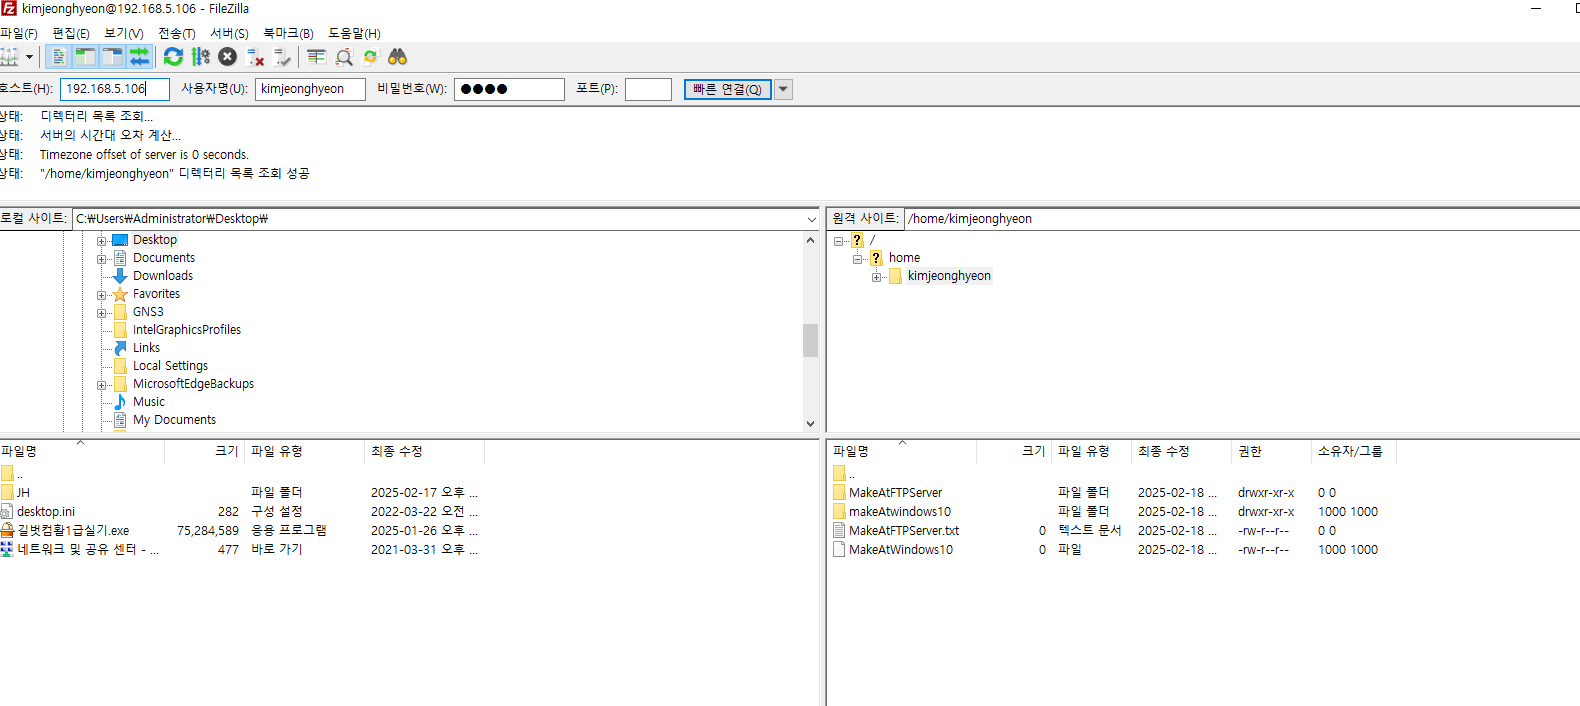 kimjeonghyeon@192.168.5.106 - FileZilla
파일(F) 편집(E) 보기(V) 전송(T) 서버(S) 북마크(B) 도움말(H)
호스트(H): 192.168.5.106 사용자명(U): kimjeonghyeon 비밀번호(W): ●●●● 포트(P): 빠른 연결(Q)
상태: 디렉터리 목록 조회...
상태: 서버의 시간대 오차 계산...
상태: Timezone offset of server is 0 seconds.
상태: "/home/kimjeonghyeon" 디렉터리 목록 조회 성공
로컬 사이트: C:\Users\Administrator\Desktop\
Desktop
Documents
Downloads
Favorites
GNS3
IntelGraphicsProfiles
Links
Local Settings
MicrosoftEdgeBackups
Music
My Documents
원격 사이트: /home/kimjeonghyeon
/
home
kimjeonghyeon
파일명 크기 파일 유형 최종 수정
..
JH 파일 폴더 2025-02-17 오후 ...
desktop.ini 282 구성 설정 2022-03-22 오전 ...
길벗컴활1급실기.exe 75,284,589 응용 프로그램 2025-01-26 오후 ...
네트워크 및 공유 센터 - ... 477 바로 가기 2021-03-31 오후 ...
파일명 크기 파일 유형 최종 수정 권한 소유자/그룹
..
MakeAtFTPServer 파일 폴더 2025-02-18 ... drwxr-xr-x 0 0
makeAtwindows10 파일 폴더 2025-02-18 ... drwxr-xr-x 1000 1000
MakeAtFTPServer.txt 0 텍스트 문서 2025-02-18 ... -rw-r--r-- 0 0
MakeAtWindows10 0 파일 2025-02-18 ... -rw-r--r-- 1000 1000